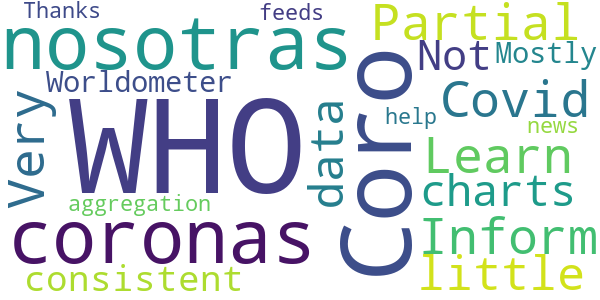 Thanks
feeds
Partial
nosotras
Not
Mostly
Worldometer
Very
WHO
data
Coro
Covid
help
news
Learn
aggregation
charts
coronas
Inform
consistent
little